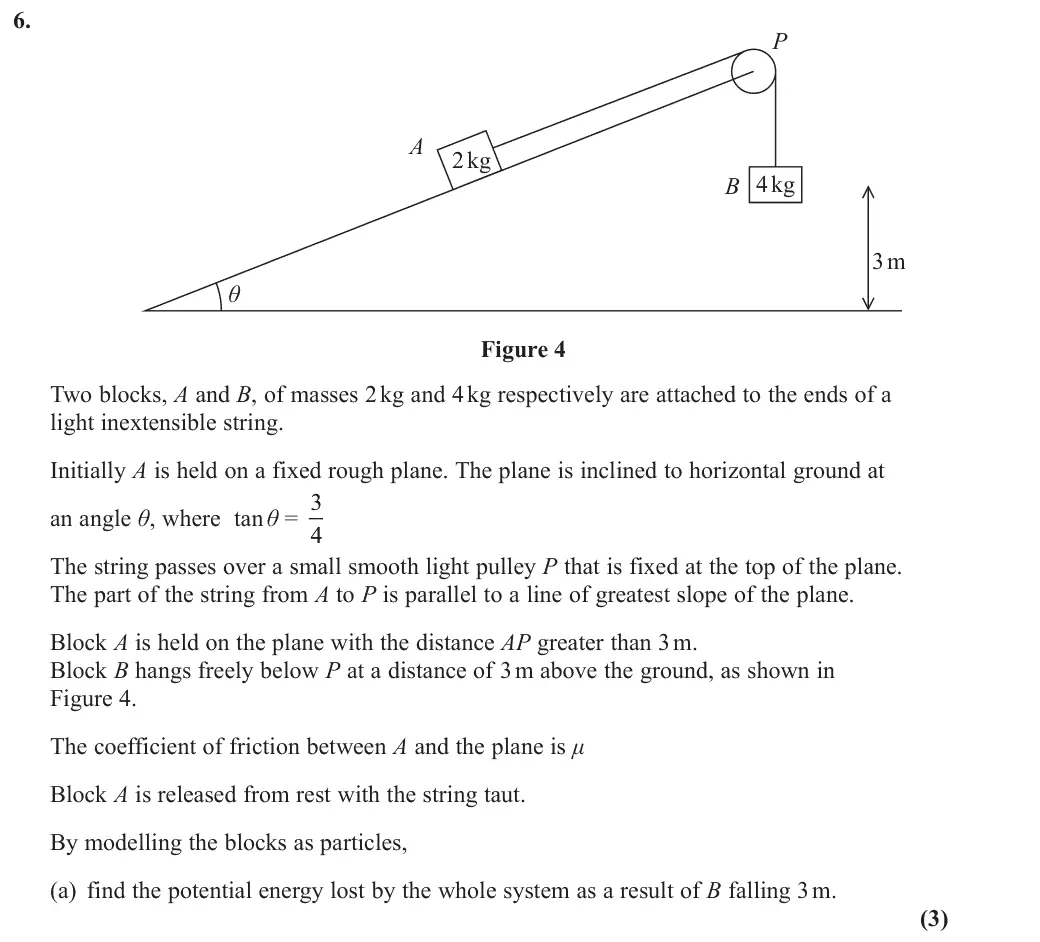 6.
P
A
2 kg
B 4 kg
3 m
θ
Figure 4
Two blocks, A and B, of masses 2 kg and 4 kg respectively are attached to the ends of a
light inextensible string.
Initially A is held on a fixed rough plane. The plane is inclined to horizontal ground at
an angle θ, where tan θ = 3/4
The string passes over a small smooth light pulley P that is fixed at the top of the plane.
The part of the string from A to P is parallel to a line of greatest slope of the plane.
Block A is held on the plane with the distance AP greater than 3 m.
Block B hangs freely below P at a distance of 3 m above the ground, as shown in
Figure 4.
The coefficient of friction between A and the plane is μ
Block A is released from rest with the string taut.
By modelling the blocks as particles,
(a) find the potential energy lost by the whole system as a result of B falling 3 m.
(3)